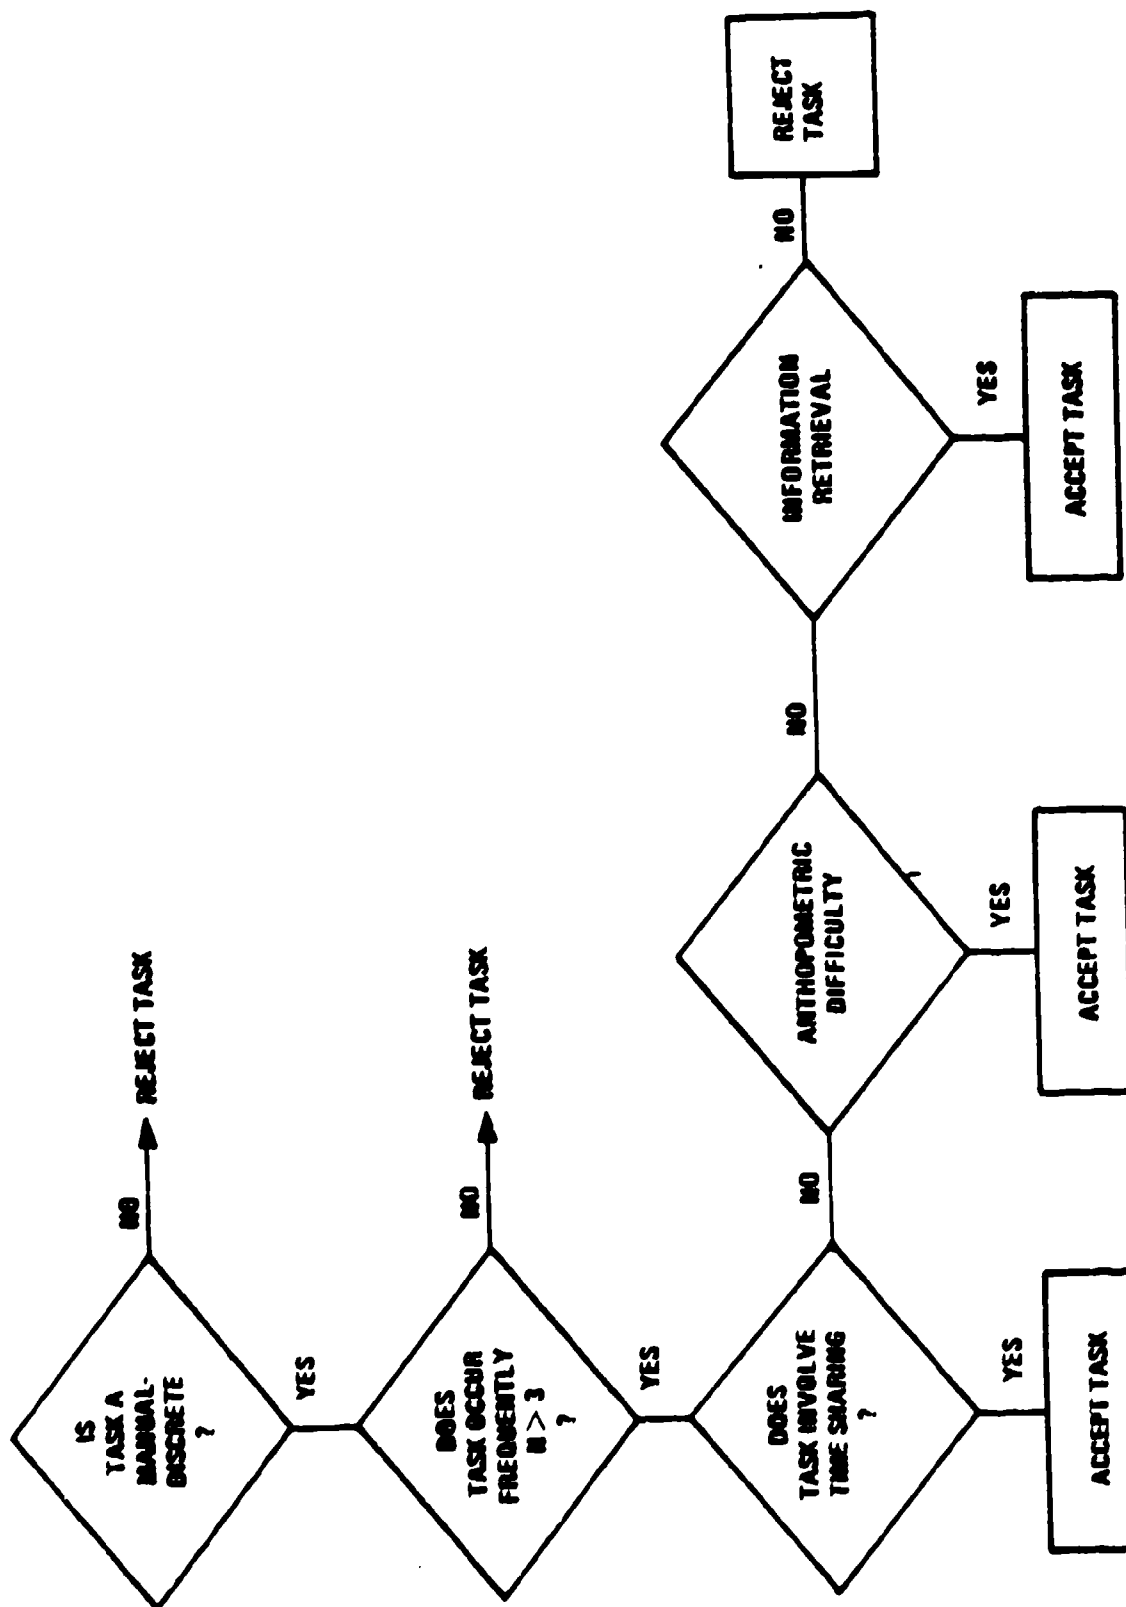 IS
TASK A
MANUAL-
DISCRETE
?
NO
REJECT TASK
YES
DOES
TASK OCCUR
FREQUENTLY
N > 3
?
NO
REJECT TASK
YES
DOES
TASK INVOLVE
TIME SHARING
?
NO
ANTHOPOMETRIC
DIFFICULTY
NO
INFORMATION
RETRIEVAL
NO
REJECT
TASK
YES
ACCEPT TASK
YES
ACCEPT TASK
YES
ACCEPT TASK